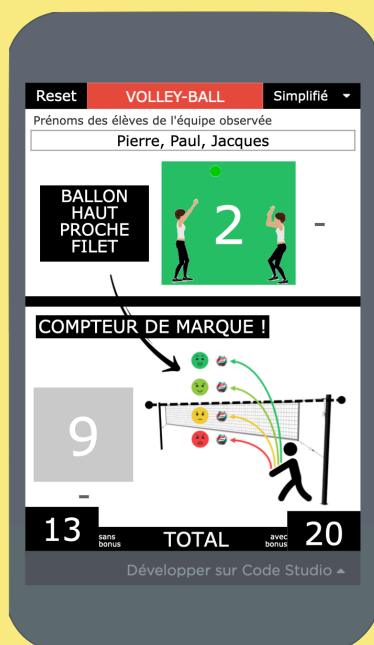 Reset VOLLEY-BALL Simplifié
Prénoms des élèves de l'équipe observée
Pierre, Paul, Jacques
BALLON
HAUT
PROCHE
FILET
2
-
COMPTEUR DE MARQUE !
9
-
13 sans bonus TOTAL avec bonus 20
Développer sur Code Studio